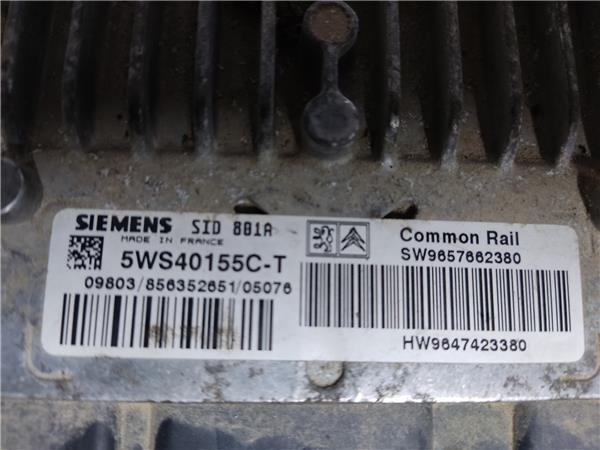 SIEMENS SID 801A
MADE IN FRANCE
5WS40155C-T
09803/856352651/05076
Common Rail
SW9657662380
HW9647423380